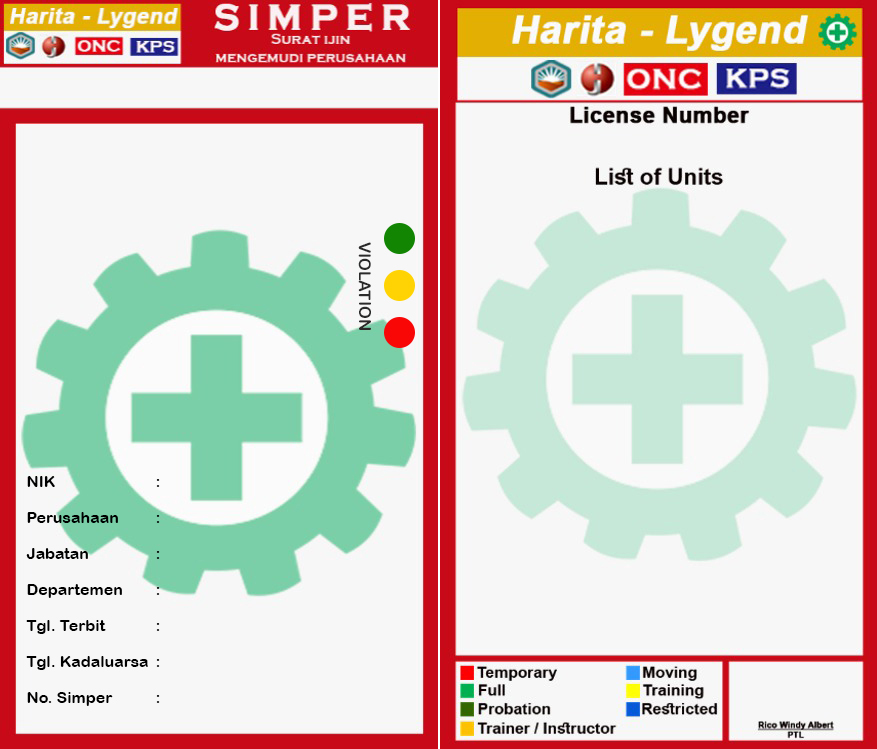 Harita - Lygend
ONC KPS
SIMPER
SURAT IJIN
MENGEMUDI PERUSAHAAN
VIOLATION
NIK :
Perusahaan :
Jabatan :
Departemen :
Tgl. Terbit :
Tgl. Kadaluarsa :
No. Simper :
Harita - Lygend
ONC KPS
License Number
List of Units
Temporary
Full
Probation
Trainer / Instructor
Moving
Training
Restricted
Rico Windy Albert
PTL